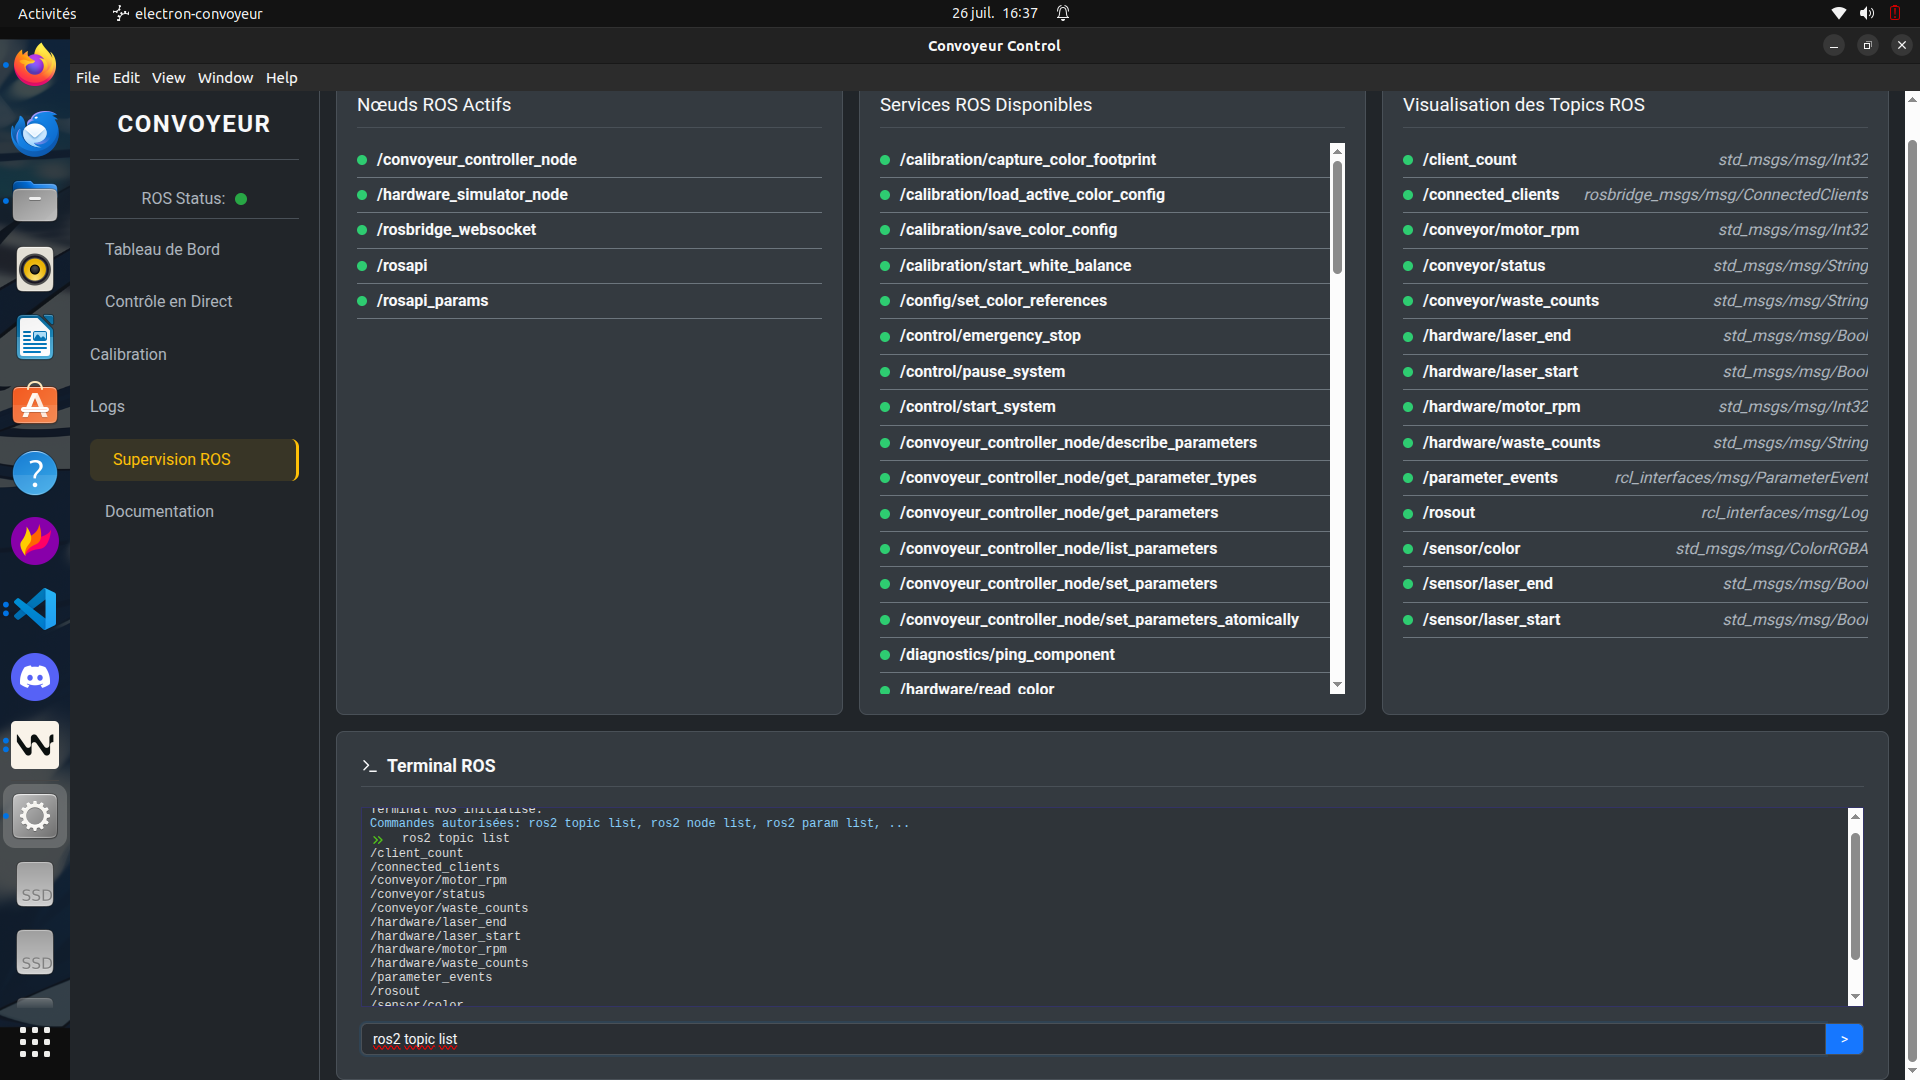 Activités
electron-convoyeur
26 juil. 16:37
Convoyeur Control
File Edit View Window Help
CONVOYEUR
ROS Status:
Tableau de Bord
Contrôle en Direct
Calibration
Logs
Supervision ROS
Documentation
Nœuds ROS Actifs
/convoyeur_controller_node
/hardware_simulator_node
/rosbridge_websocket
/rosapi
/rosapi_params
Services ROS Disponibles
/calibration/capture_color_footprint
/calibration/load_active_color_config
/calibration/save_color_config
/calibration/start_white_balance
/config/set_color_references
/control/emergency_stop
/control/pause_system
/control/start_system
/convoyeur_controller_node/describe_parameters
/convoyeur_controller_node/get_parameter_types
/convoyeur_controller_node/get_parameters
/convoyeur_controller_node/list_parameters
/convoyeur_controller_node/set_parameters
/convoyeur_controller_node/set_parameters_atomically
/diagnostics/ping_component
/hardware/read_color
Visualisation des Topics ROS
/client_count std_msgs/msg/Int32
/connected_clients rosbridge_msgs/msg/ConnectedClients
/conveyor/motor_rpm std_msgs/msg/Int32
/conveyor/status std_msgs/msg/String
/conveyor/waste_counts std_msgs/msg/String
/hardware/laser_end std_msgs/msg/Bool
/hardware/laser_start std_msgs/msg/Bool
/hardware/motor_rpm std_msgs/msg/Int32
/hardware/waste_counts std_msgs/msg/String
/parameter_events rcl_interfaces/msg/ParameterEvent
/rosout rcl_interfaces/msg/Log
/sensor/color std_msgs/msg/ColorRGBA
/sensor/laser_end std_msgs/msg/Bool
/sensor/laser_start std_msgs/msg/Bool
Terminal ROS
Terminal ROS initialisé.
Commandes autorisées: ros2 topic list, ros2 node list, ros2 param list, ...
» ros2 topic list
/client_count
/connected_clients
/conveyor/motor_rpm
/conveyor/status
/conveyor/waste_counts
/hardware/laser_end
/hardware/laser_start
/hardware/motor_rpm
/hardware/waste_counts
/parameter_events
/rosout
/sensor/color
ros2 topic list
>
SSD
SSD